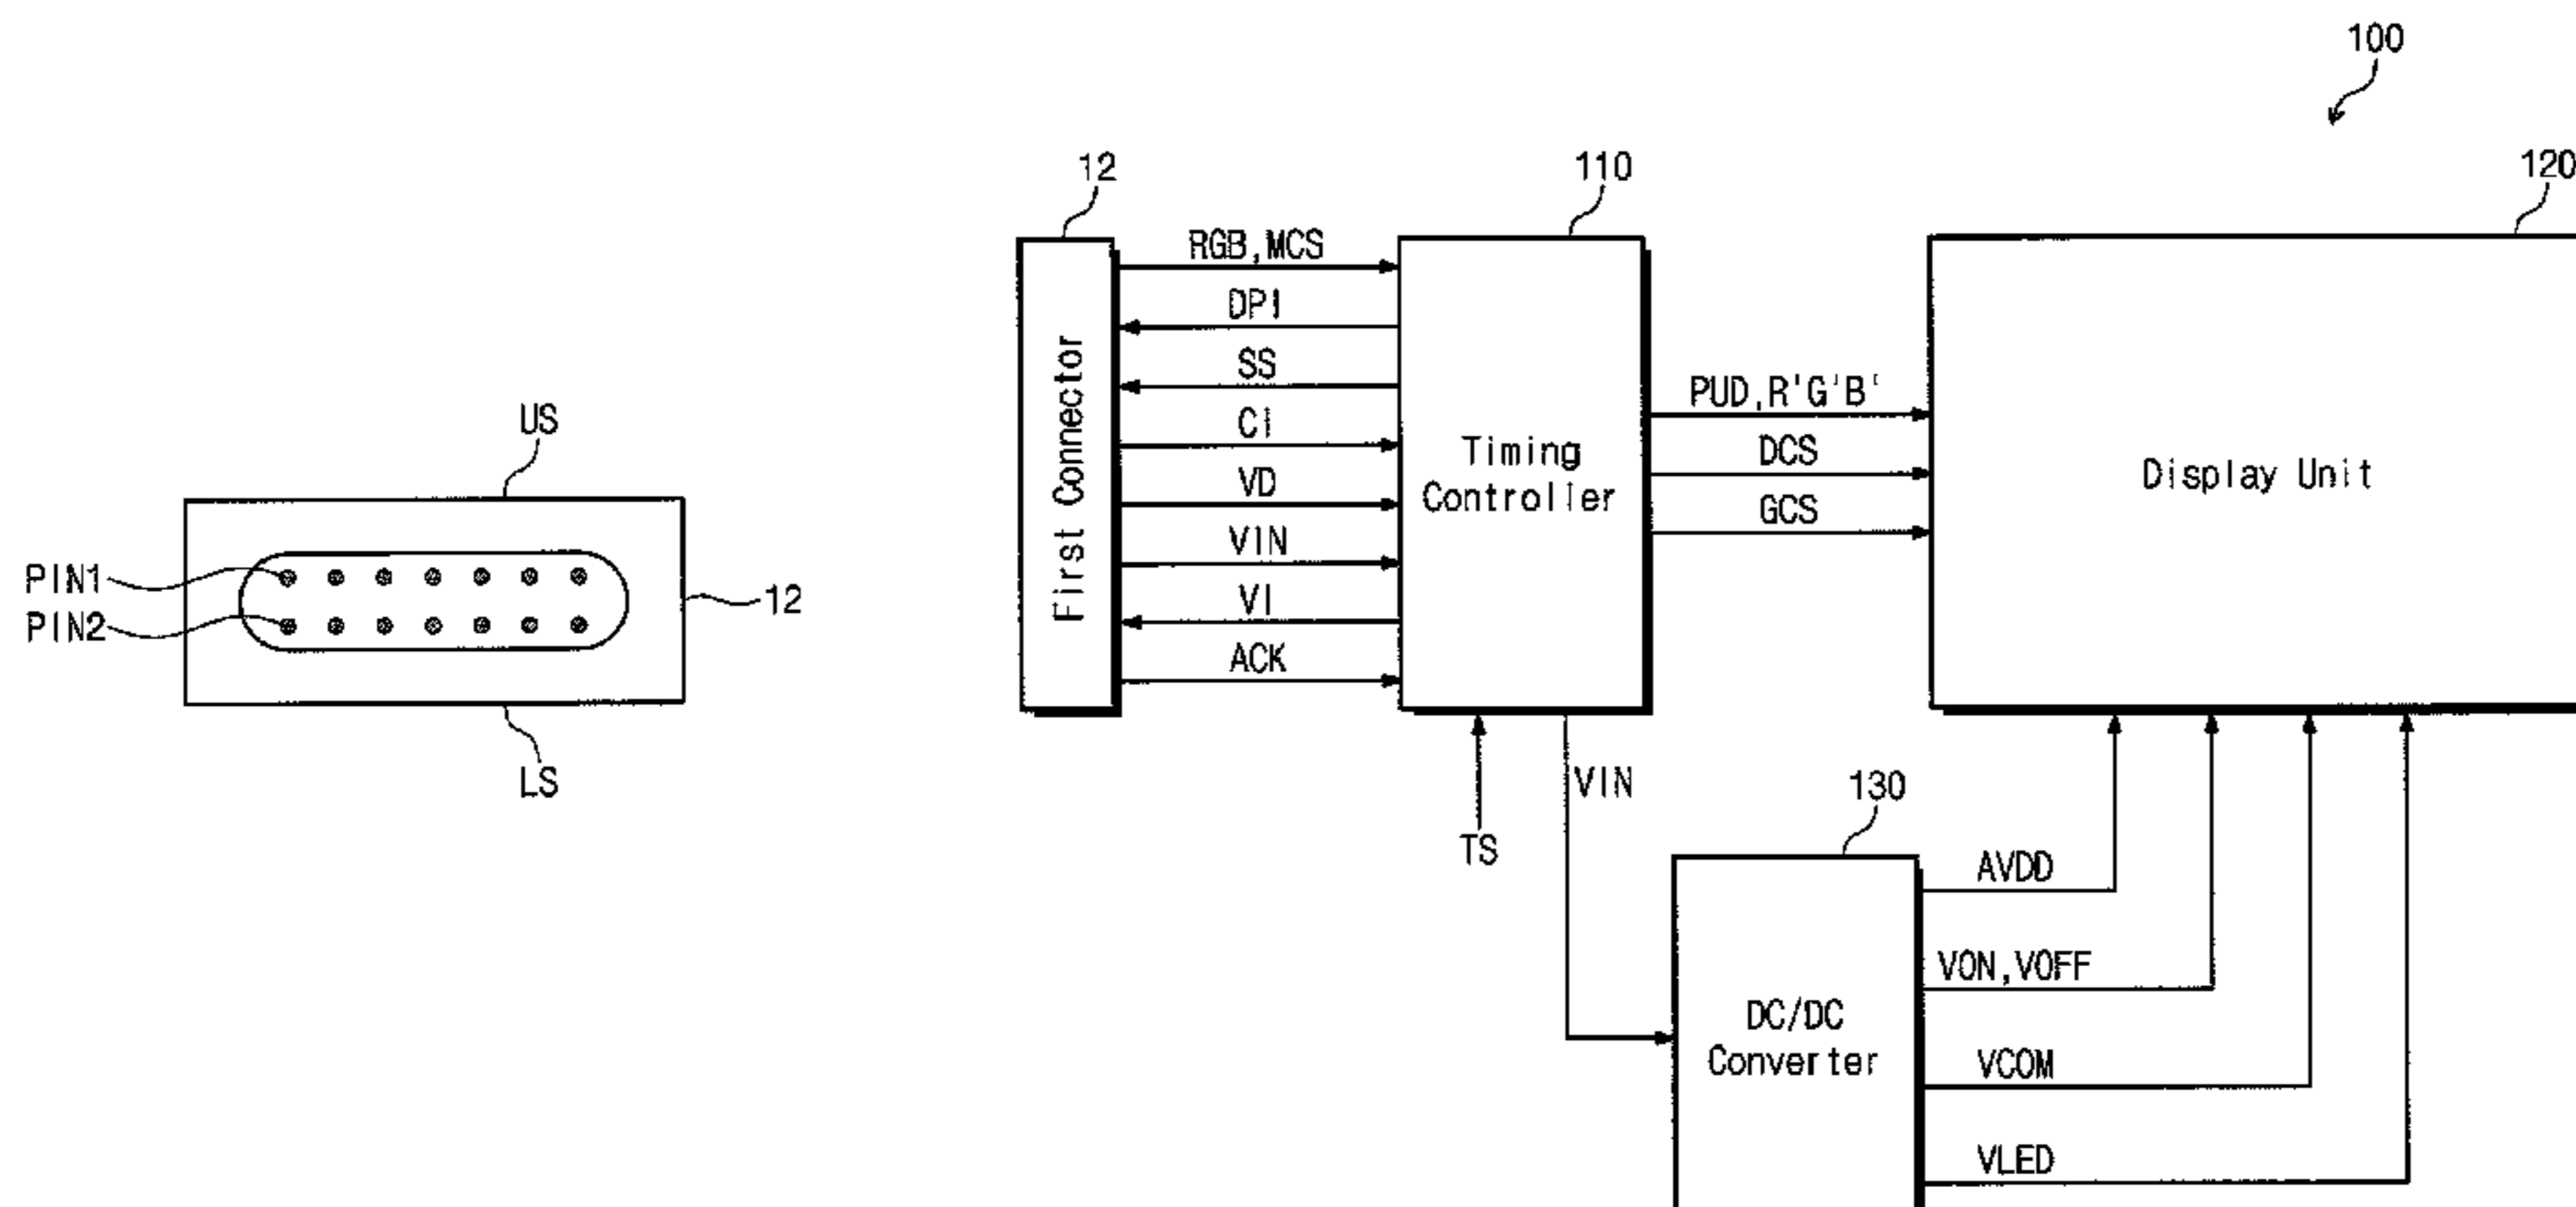 100
12
110
120
RGB,MCS
DPI
SS
CI
VD
VIN
VI
ACK
First Connector
Timing
Controller
PUD,R'G'B'
DCS
GCS
Display Unit
US
PIN1
PIN2
12
LS
TS
VIN
130
AVDD
VON,VOFF
VCOM
VLED
DC/DC
Converter